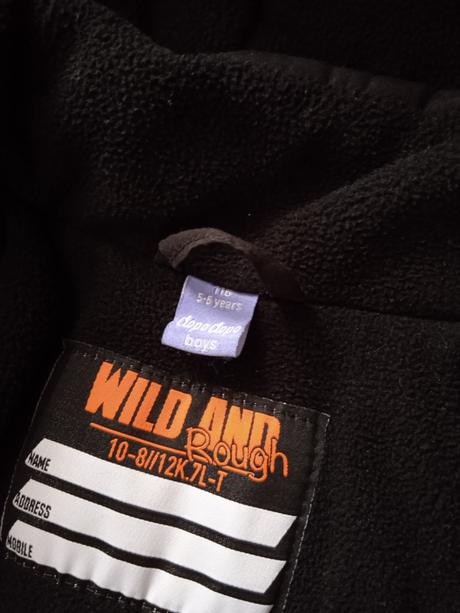 116
5-6 years
dopodopo
boys
WILD AND
Rough
10-8//12K.7L-T
NAME
ADDRESS
MOBILE